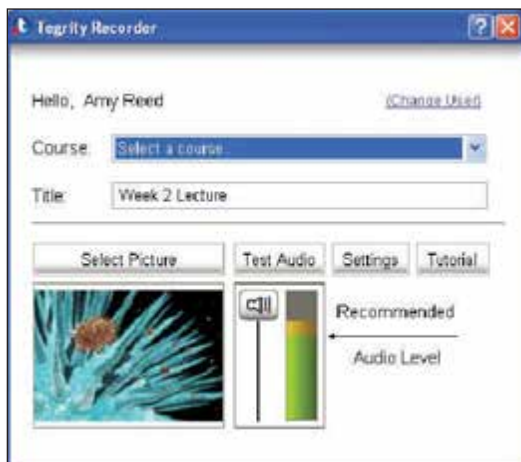 Tegrity Recorder
Hello, Amy Reed (Change User)
Course: Select a course...
Title: Week 2 Lecture
Select Picture Test Audio Settings Tutorial
Recommended
Audio Level